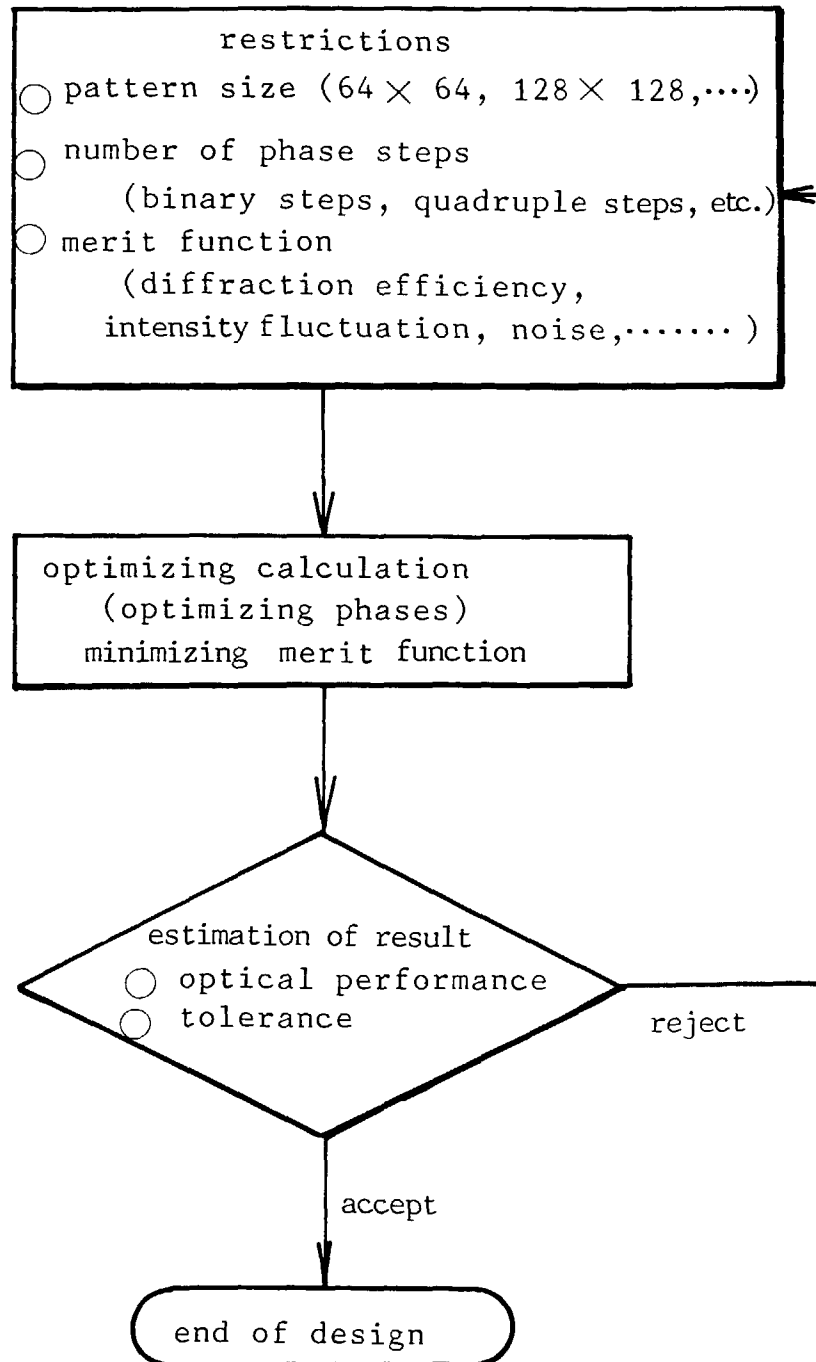 restrictions
○ pattern size (64 × 64, 128 × 128,‥‥)
○ number of phase steps
(binary steps, quadruple steps, etc.)
○ merit function
(diffraction efficiency,
intensity fluctuation, noise,‥‥‥‥)
optimizing calculation
(optimizing phases)
minimizing merit function
estimation of result
○ optical performance
○ tolerance
reject
accept
end of design